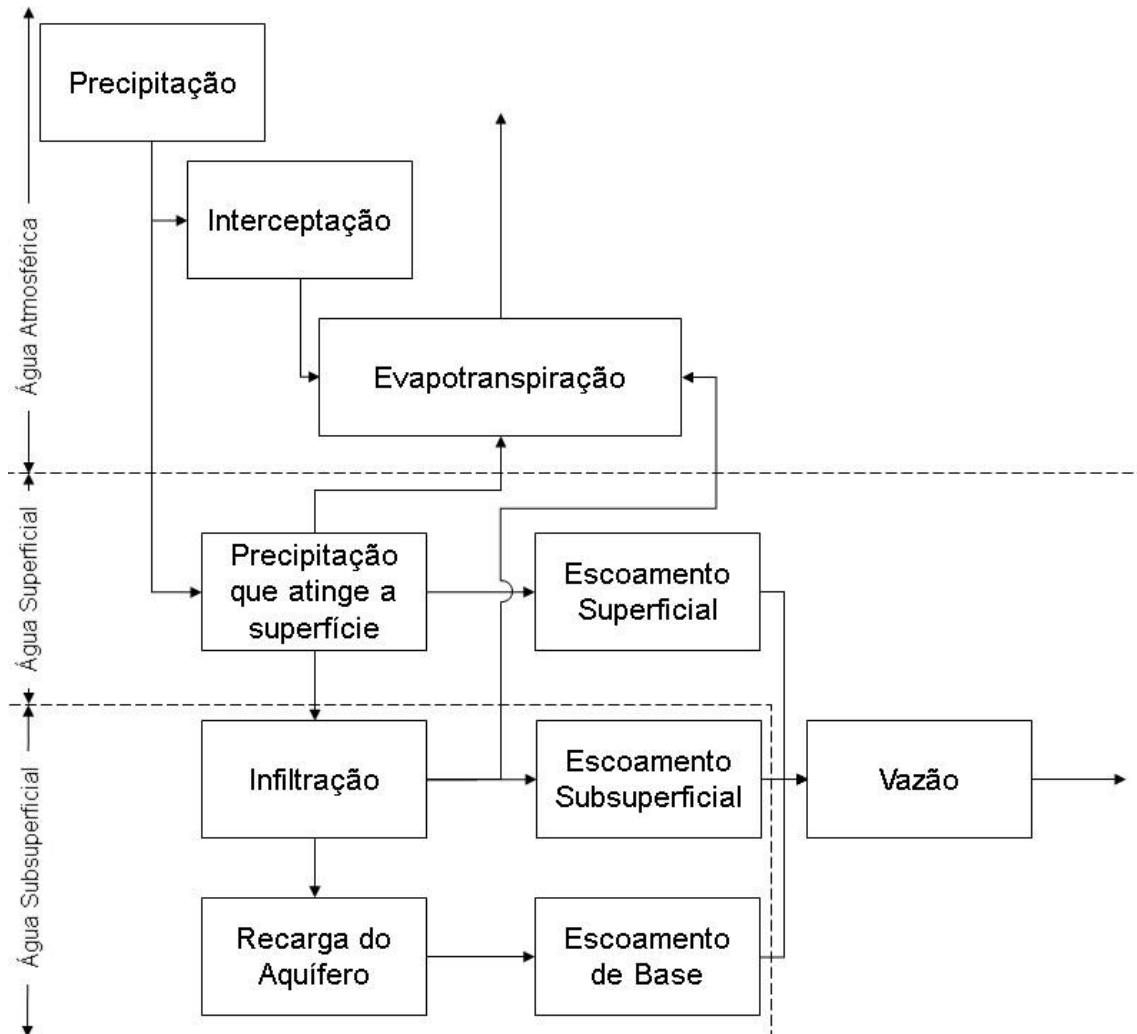 Precipitação
Interceptação
Água Atmosférica
Evapotranspiração
Água Superficial
Precipitação
que atinge a
superfície
Escoamento
Superficial
Água Subsuperficial
Infiltração
Escoamento
Subsuperficial
Vazão
Recarga do
Aquífero
Escoamento
de Base